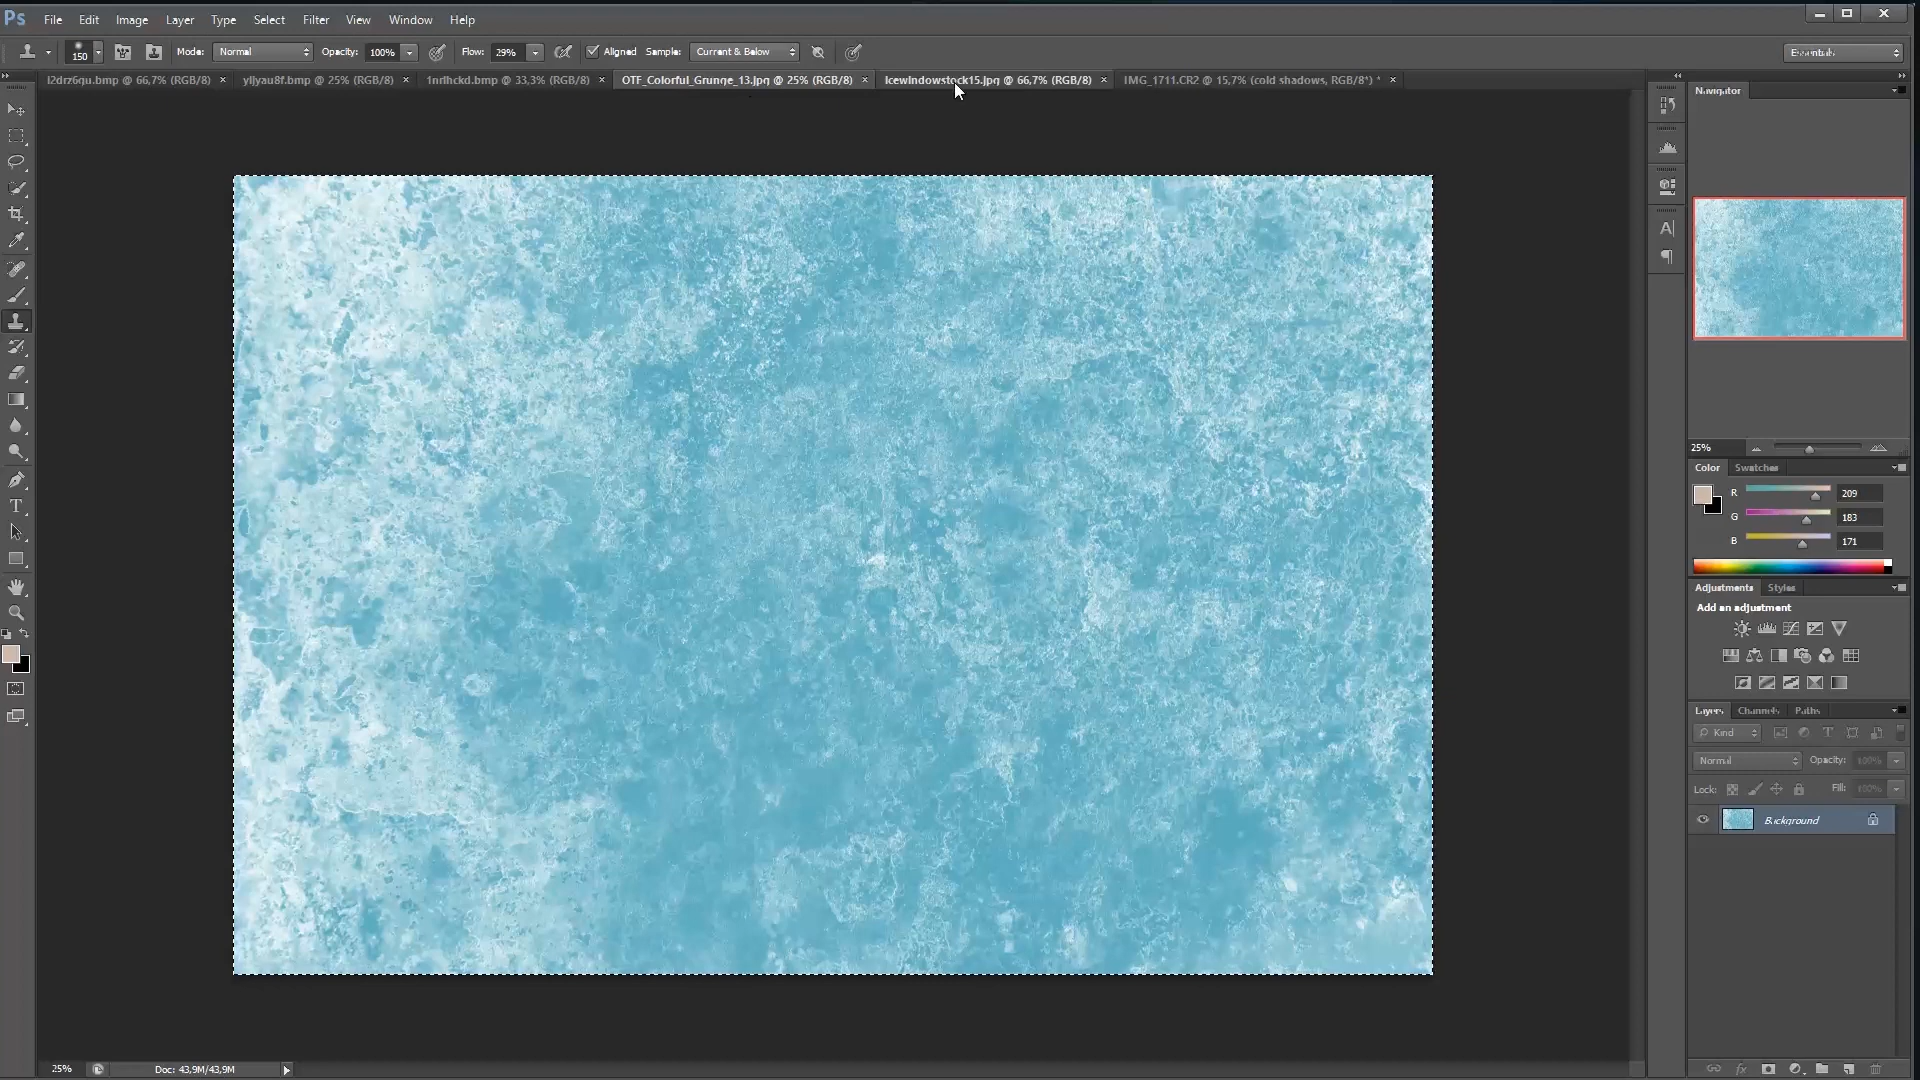 Ps File Edit Image Layer Type Select Filter View Window Help
150 Mode: Normal Opacity: 100% Flow: 29% Aligned Sample: Current & Below Essentials
l2drz6qu.bmp @ 66,7% (RGB/8) × yljyau8f.bmp @ 25% (RGB/8) × 1nrlhckd.bmp @ 33,3% (RGB/8) × OTF_Colorful_Grunge_13.jpg @ 25% (RGB/8) × Icewindowstock15.jpg @ 66,7% (RGB/8) × IMG_1711.CR2 @ 15,7% (cold shadows, RGB/8*) * ×
Navigator
25%
Color Swatches
R 209
G 183
B 171
Adjustments Styles
Add an adjustment
Layers Channels Paths
Kind
Normal Opacity: 100%
Lock: Fill: 100%
Background
25% Doc: 43,9M/43,9M